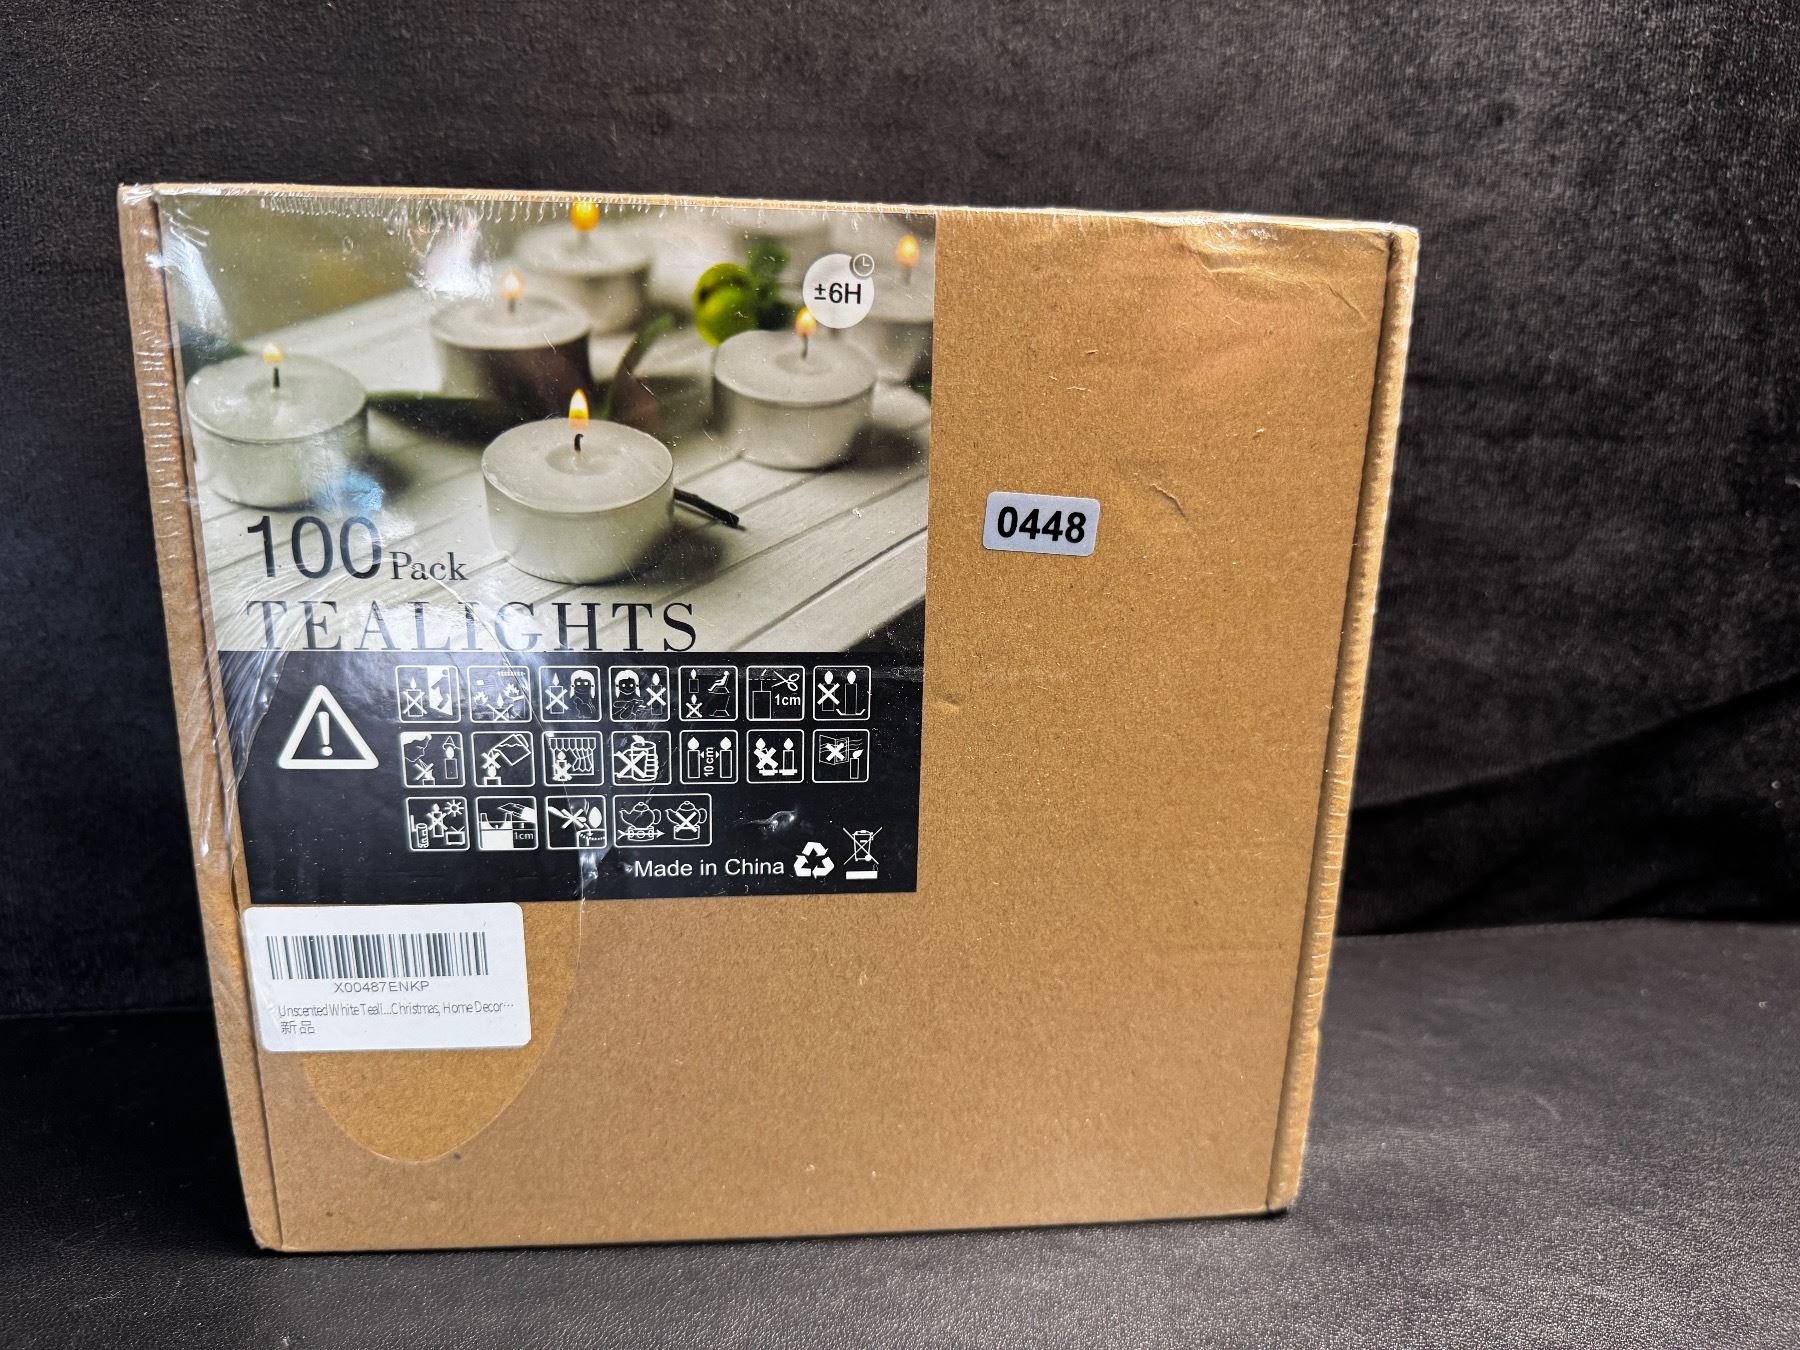 ±6H
100 Pack
TEALIGHTS
0448
1cm
10cm
1cm
Made in China
X00487ENKP
Unscented White Teali...Christmas, Home Decor···
新品